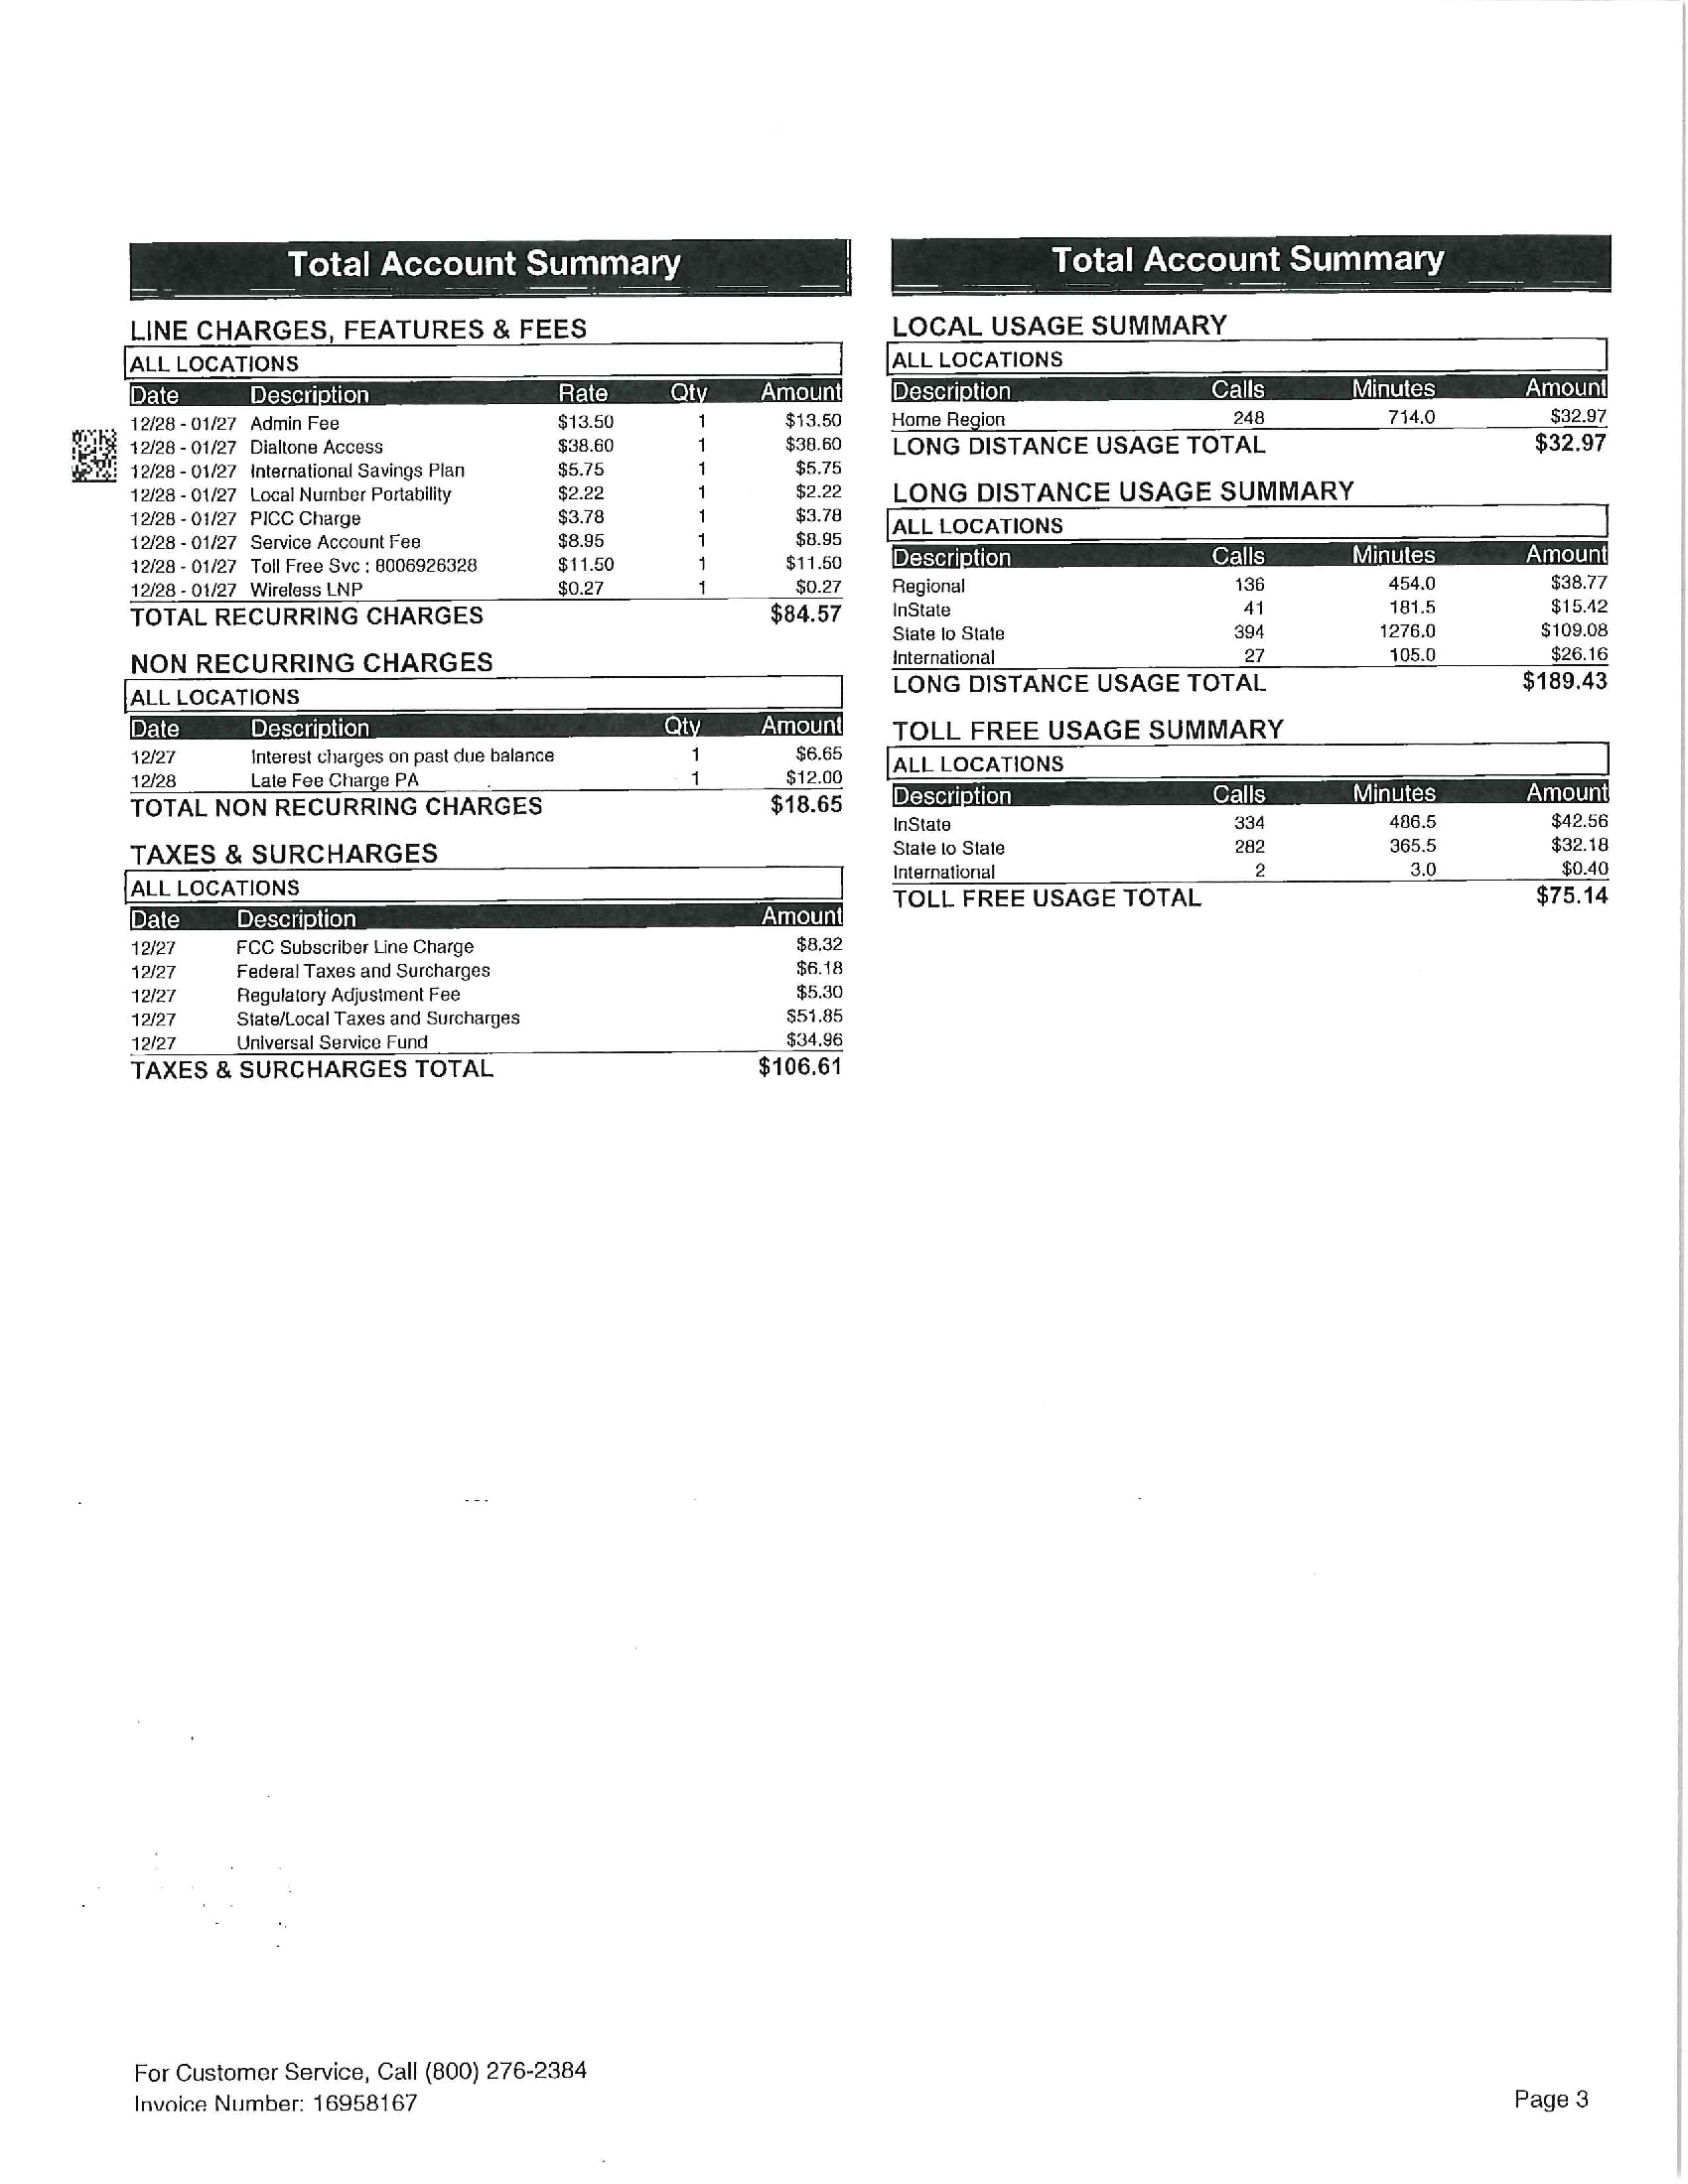 Total Account Summary
LINE CHARGES, FEATURES & FEES
ALL LOCATIONS
Date Description Rate Qty Amount
12/28 - 01/27 Admin Fee $13.50 1 $13.50
12/28 - 01/27 Dialtone Access $38.60 1 $38.60
12/28 - 01/27 International Savings Plan $5.75 1 $5.75
12/28 - 01/27 Local Number Portability $2.22 1 $2.22
12/28 - 01/27 PICC Charge $3.78 1 $3.78
12/28 - 01/27 Service Account Fee $8.95 1 $8.95
12/28 - 01/27 Toll Free Svc : 8006926328 $11.50 1 $11.50
12/28 - 01/27 Wireless LNP $0.27 1 $0.27
TOTAL RECURRING CHARGES $84.57
NON RECURRING CHARGES
ALL LOCATIONS
Date Description Qty Amount
12/27 Interest charges on past due balance 1 $6.65
12/28 Late Fee Charge PA 1 $12.00
TOTAL NON RECURRING CHARGES $18.65
TAXES & SURCHARGES
ALL LOCATIONS
Date Description Amount
12/27 FCC Subscriber Line Charge $8.32
12/27 Federal Taxes and Surcharges $6.18
12/27 Regulatory Adjustment Fee $5.30
12/27 State/Local Taxes and Surcharges $51.85
12/27 Universal Service Fund $34.96
TAXES & SURCHARGES TOTAL $106.61
Total Account Summary
LOCAL USAGE SUMMARY
ALL LOCATIONS
Description Calls Minutes Amount
Home Region 248 714.0 $32.97
LONG DISTANCE USAGE TOTAL $32.97
LONG DISTANCE USAGE SUMMARY
ALL LOCATIONS
Description Calls Minutes Amount
Regional 136 454.0 $38.77
InState 41 181.5 $15.42
State to State 394 1276.0 $109.08
International 27 105.0 $26.16
LONG DISTANCE USAGE TOTAL $189.43
TOLL FREE USAGE SUMMARY
ALL LOCATIONS
Description Calls Minutes Amount
InState 334 486.5 $42.56
State to State 282 365.5 $32.18
International 2 3.0 $0.40
TOLL FREE USAGE TOTAL $75.14
For Customer Service, Call (800) 276-2384
Invoice Number: 16958167
Page 3